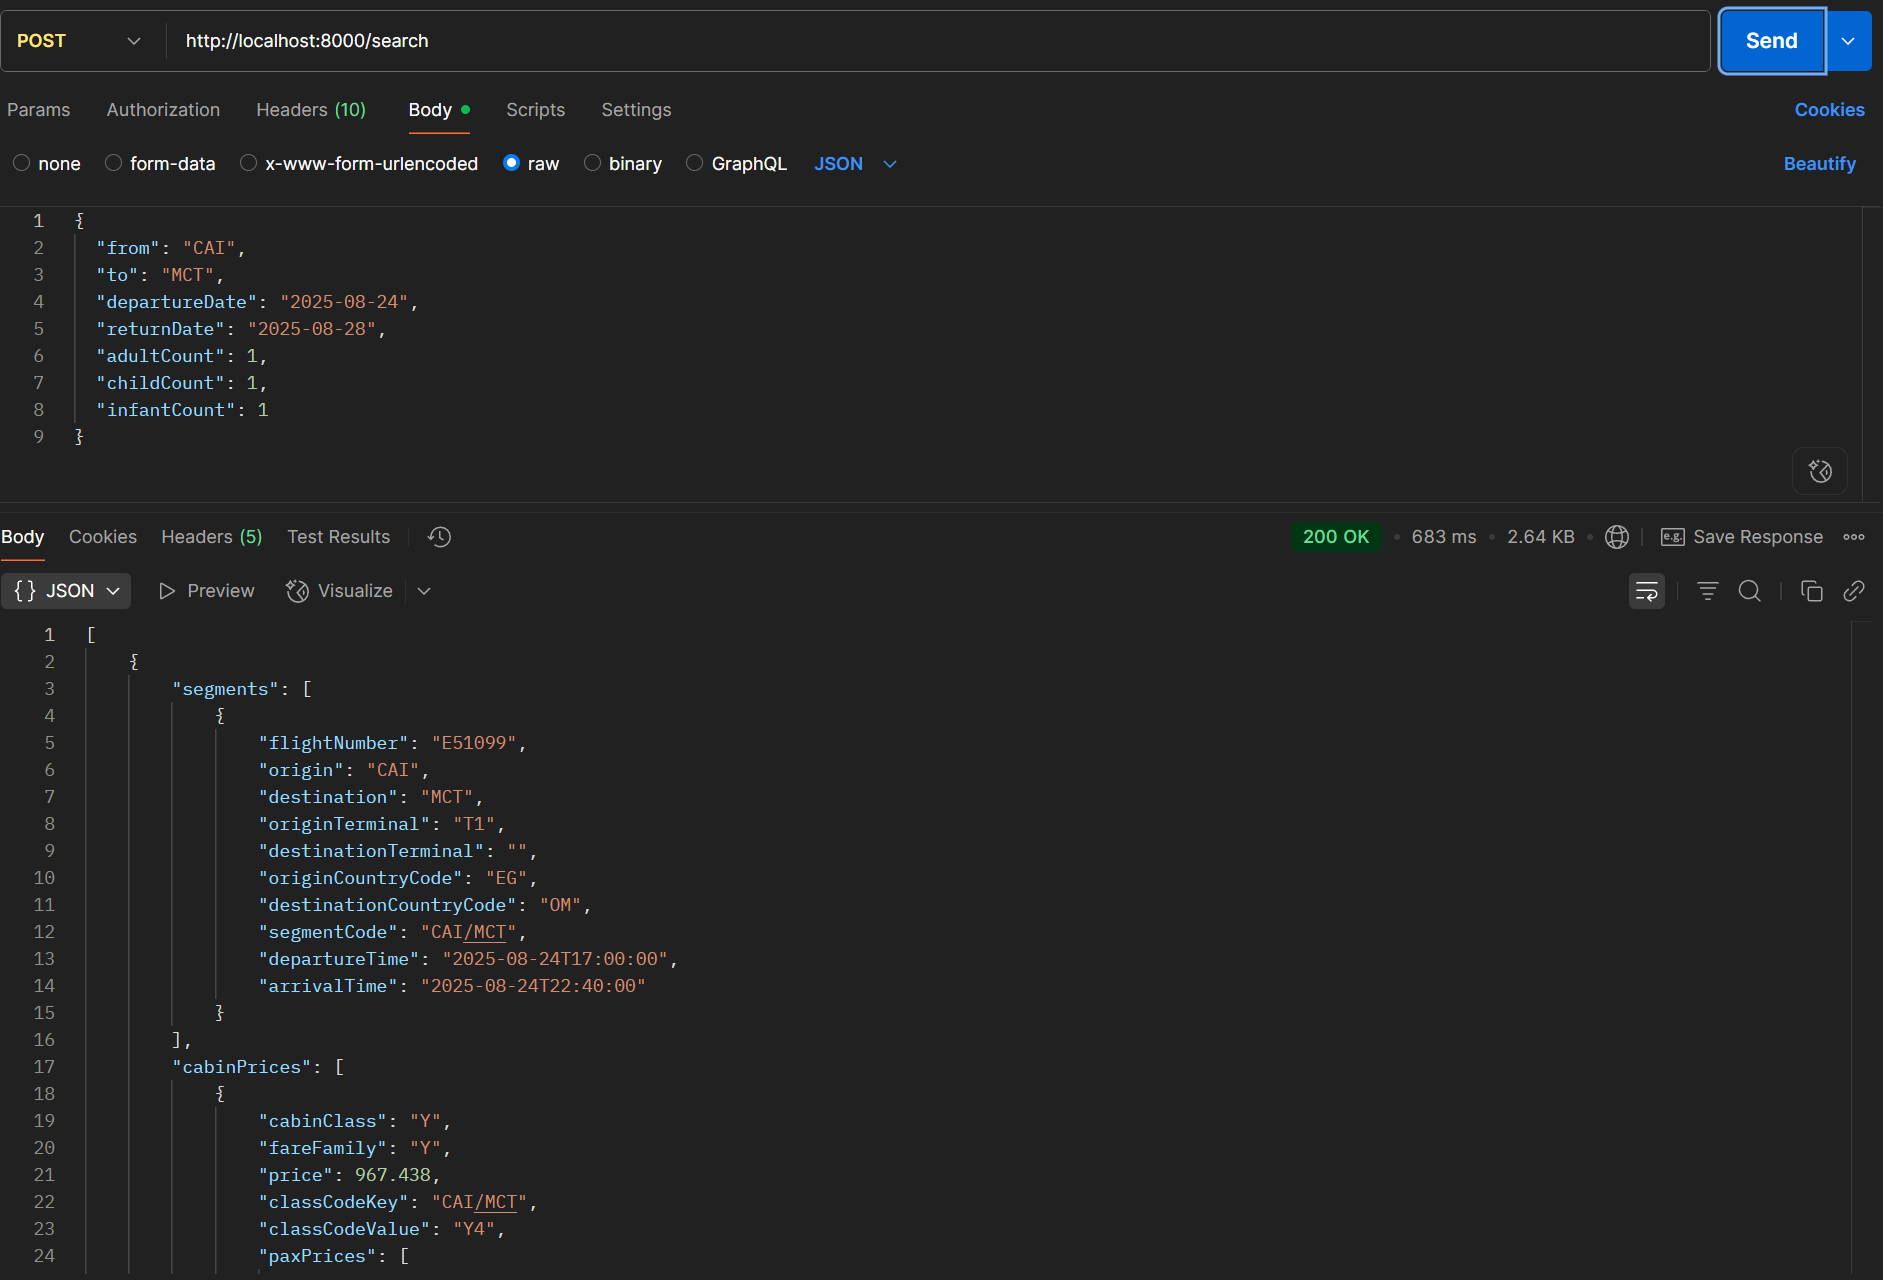 POST http://localhost:8000/search Send
Params Authorization Headers (10) Body Scripts Settings Cookies
none form-data x-www-form-urlencoded raw binary GraphQL JSON Beautify
1 {
2 "from": "CAI",
3 "to": "MCT",
4 "departureDate": "2025-08-24",
5 "returnDate": "2025-08-28",
6 "adultCount": 1,
7 "childCount": 1,
8 "infantCount": 1
9 }
Body Cookies Headers (5) Test Results 200 OK • 683 ms • 2.64 KB • e.g. Save Response
{} JSON Preview Visualize
1 [
2 {
3 "segments": [
4 {
5 "flightNumber": "E51099",
6 "origin": "CAI",
7 "destination": "MCT",
8 "originTerminal": "T1",
9 "destinationTerminal": "",
10 "originCountryCode": "EG",
11 "destinationCountryCode": "OM",
12 "segmentCode": "CAI/MCT",
13 "departureTime": "2025-08-24T17:00:00",
14 "arrivalTime": "2025-08-24T22:40:00"
15 }
16 ],
17 "cabinPrices": [
18 {
19 "cabinClass": "Y",
20 "fareFamily": "Y",
21 "price": 967.438,
22 "classCodeKey": "CAI/MCT",
23 "classCodeValue": "Y4",
24 "paxPrices": [